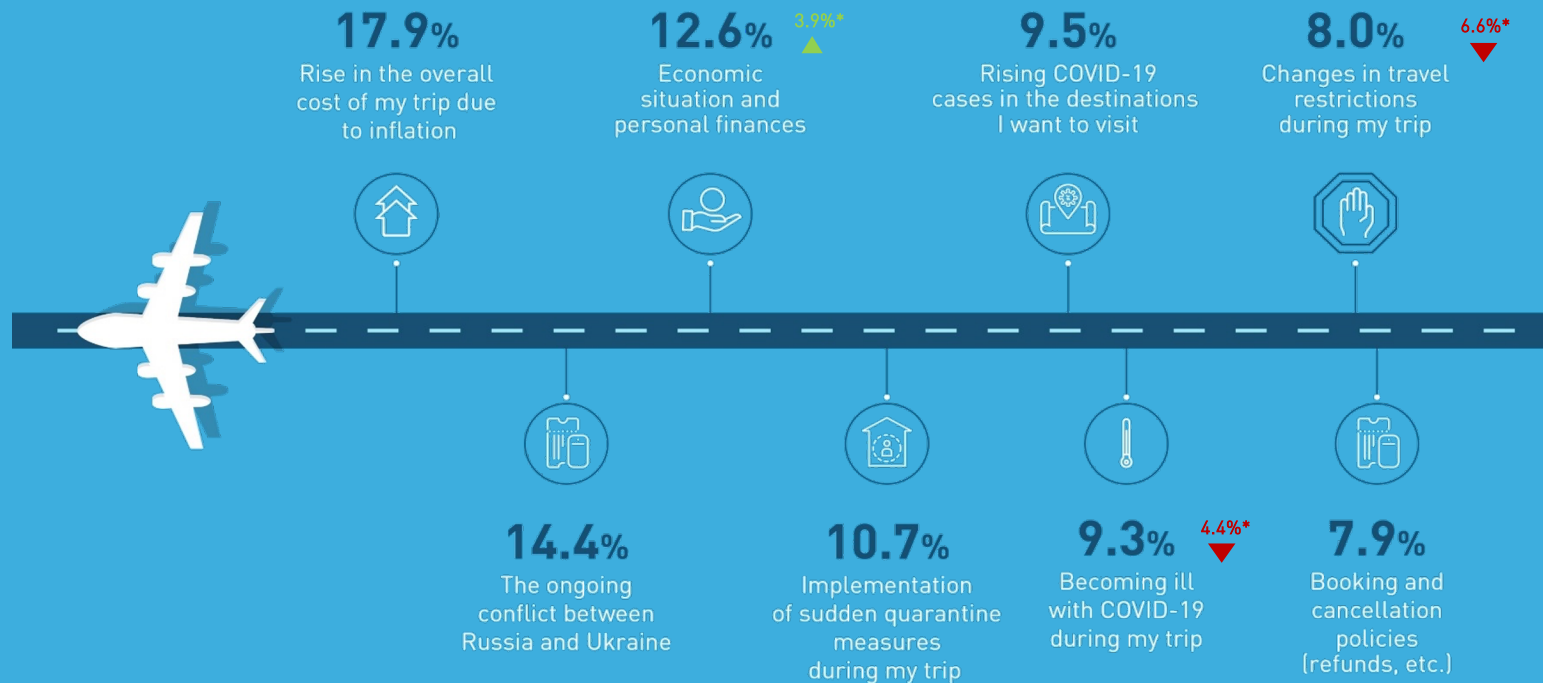 17.9%
Rise in the overall
cost of my trip due
to inflation
12.6%
3.9%*
Economic
situation and
personal finances
9.5%
Rising COVID-19
cases in the destinations
I want to visit
8.0%
6.6%*
Changes in travel
restrictions
during my trip
14.4%
The ongoing
conflict between
Russia and Ukraine
10.7%
Implementation
of sudden quarantine
measures
during my trip
9.3%
4.4%*
Becoming ill
with COVID-19
during my trip
7.9%
Booking and
cancellation
policies
(refunds, etc.)